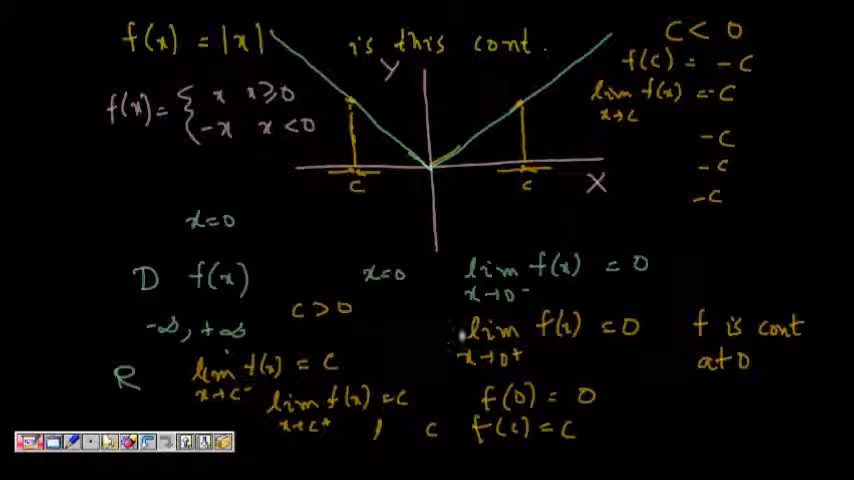 f(x) = |x| is this cont.
f(x) = { x x ≥ 0
-x x < 0
Y
X
c
c
c < 0
f(c) = -c
lim f(x) = -c
x→c
-c
-c
-c
x=0
D f(x)
-∞, +∞
R
x=0
lim f(x) = 0
x→0-
lim f(x) = 0
x→0+
f(0) = 0
f is cont
at 0
c > 0
lim f(x) = c
x→c-
lim f(x) = c
x→c+
c f(c) = c